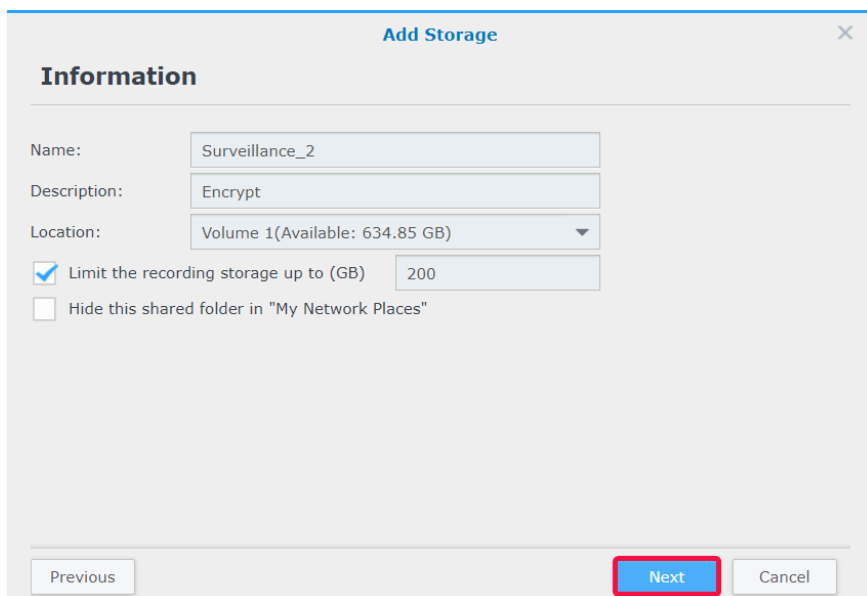 Add Storage
Information
Name: Surveillance_2
Description: Encrypt
Location: Volume 1(Available: 634.85 GB)
Limit the recording storage up to (GB) 200
Hide this shared folder in "My Network Places"
Previous Next Cancel